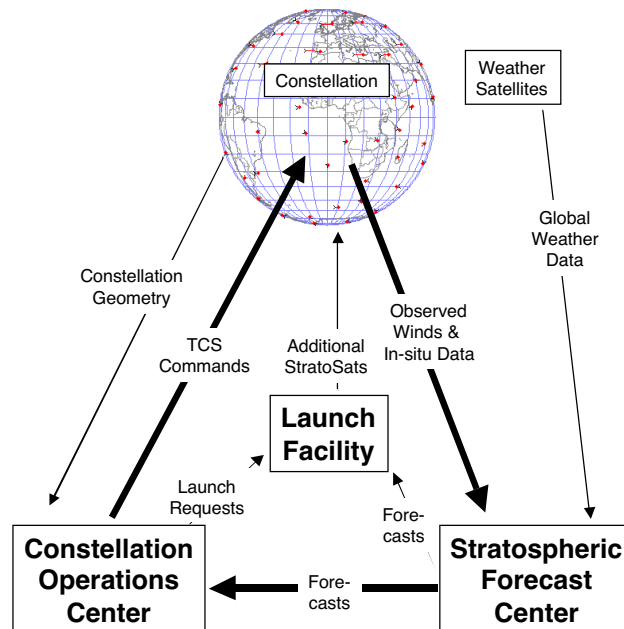 Constellation
Weather
Satellites
Global
Weather
Data
Constellation
Geometry
TCS
Commands
Additional
StratoSats
Observed
Winds &
In-situ Data
Launch
Facility
Launch
Requests
Fore-
casts
Constellation
Operations
Center
Fore-
casts
Stratospheric
Forecast
Center